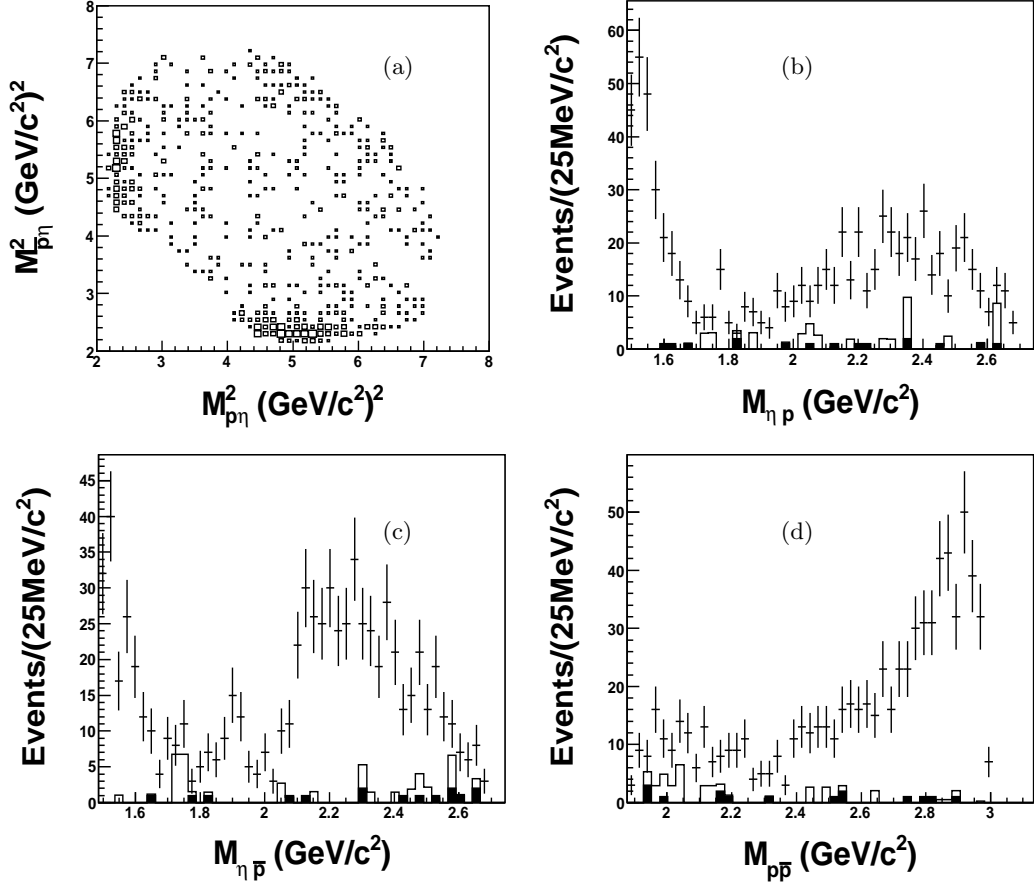 (a)
8
7
6
5
4
3
2
2 3 4 5 6 7 8
M²p̅η (GeV/c²)²
M²pη (GeV/c²)²
(b)
60
50
40
30
20
10
0
1.6 1.8 2 2.2 2.4 2.6
Events/(25MeV/c²)
Mηp (GeV/c²)
(c)
45
40
35
30
25
20
15
10
5
0
1.6 1.8 2 2.2 2.4 2.6
Events/(25MeV/c²)
Mηp̅ (GeV/c²)
(d)
50
40
30
20
10
0
2 2.2 2.4 2.6 2.8 3
Events/(25MeV/c²)
Mpp̅ (GeV/c²)